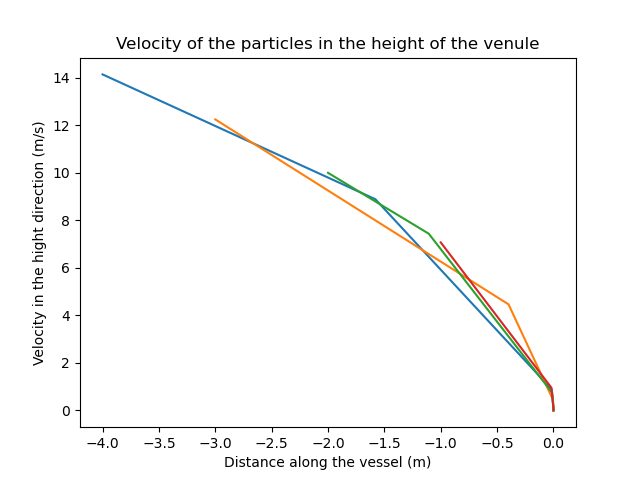 Velocity of the particles in the height of the venule
Velocity in the hight direction (m/s)
14
12
10
8
6
4
2
0
−4.0 −3.5 −3.0 −2.5 −2.0 −1.5 −1.0 −0.5 0.0
Distance along the vessel (m)